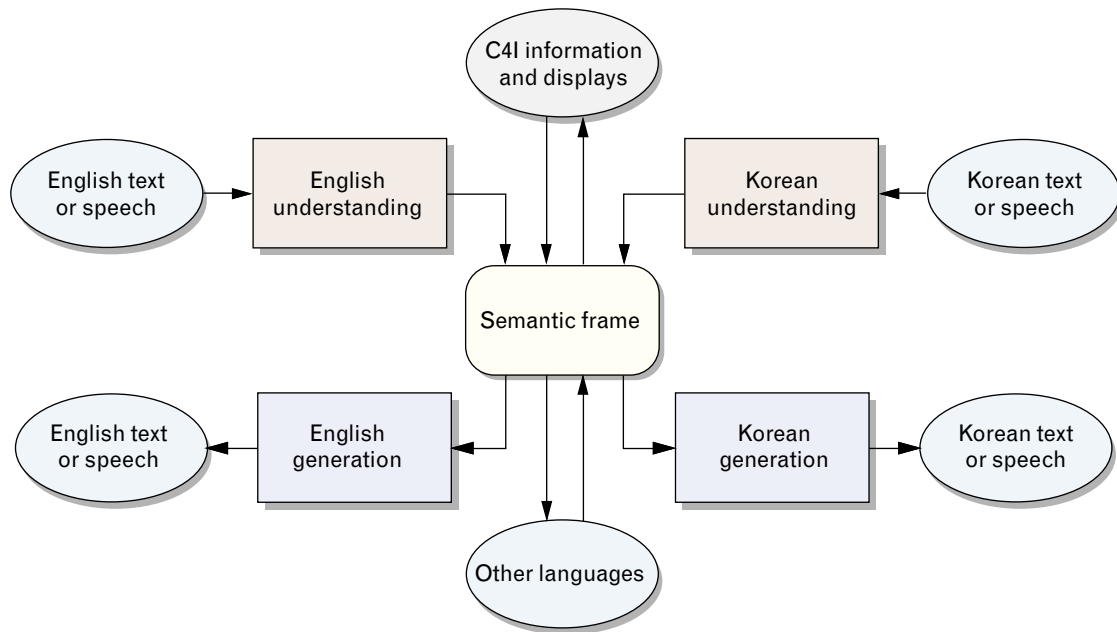 C4I information
and displays
English text
or speech
English
understanding
Korean
understanding
Korean text
or speech
Semantic frame
English text
or speech
English
generation
Korean
generation
Korean text
or speech
Other languages